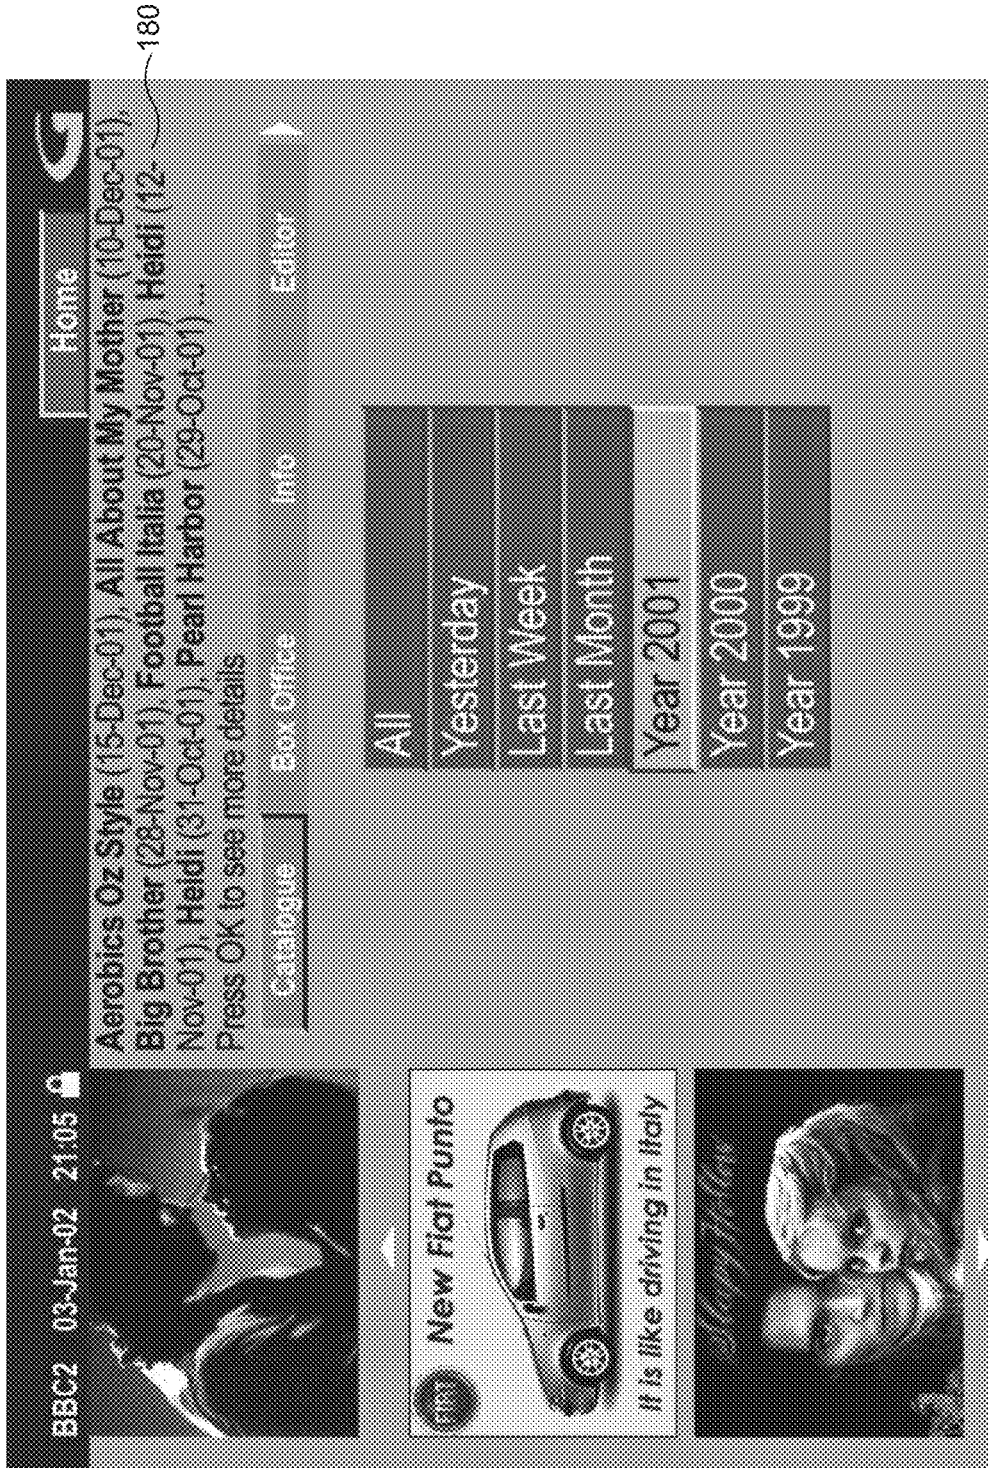 BBC2 03-Jan-02 21:05
Home
180
Aerobics Oz Style (15-Dec-01), All About My Mother (10-Dec-01),
Big Brother (28-Nov-01), Football Italia (20-Nov-01), Heidi (12-
Nov-01), Heidi (31-Oct-01), Pearl Harbor (29-Oct-01) ...
Press OK to see more details
Catalogue Box Office Info Editor
All
Yesterday
Last Week
Last Month
Year 2001
Year 2000
Year 1999
FIAT New Fiat Punto
It is like driving in Italy